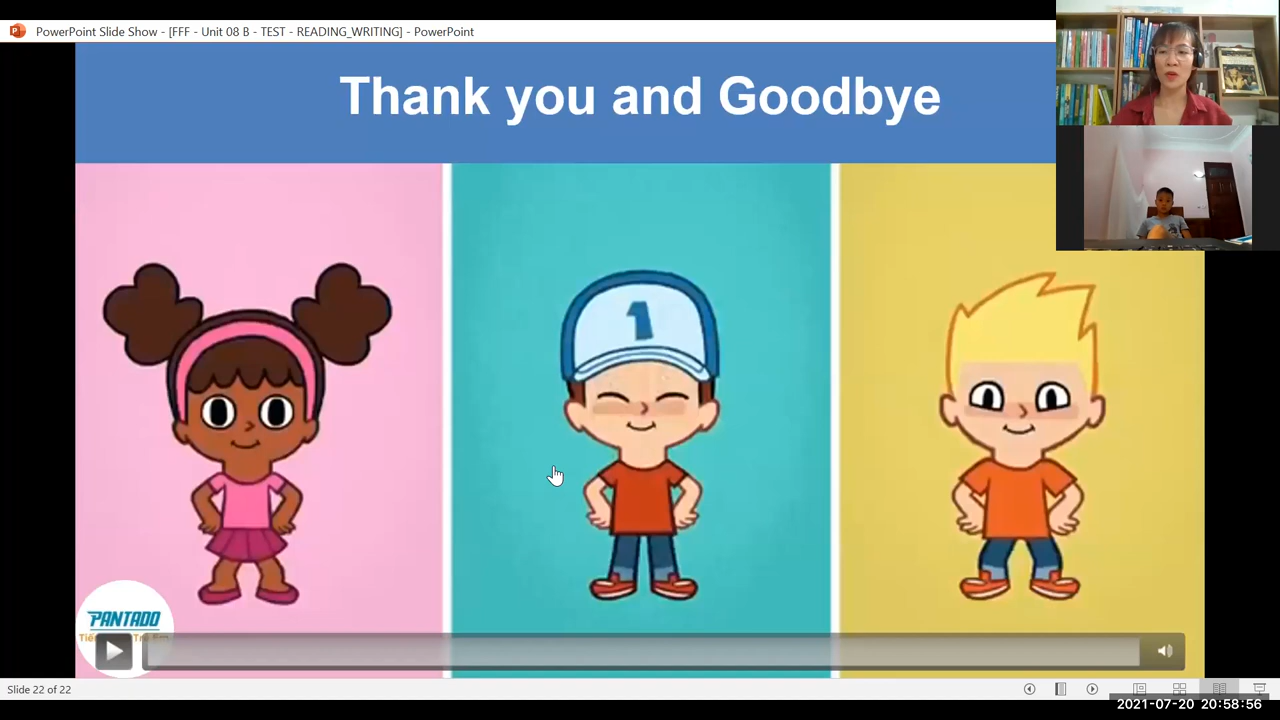 PowerPoint Slide Show - [FFF - Unit 08 B - TEST - READING_WRITING] - PowerPoint
Thank you and Goodbye
1
PANTADO
Slide 22 of 22
2021-07-20 20:58:56